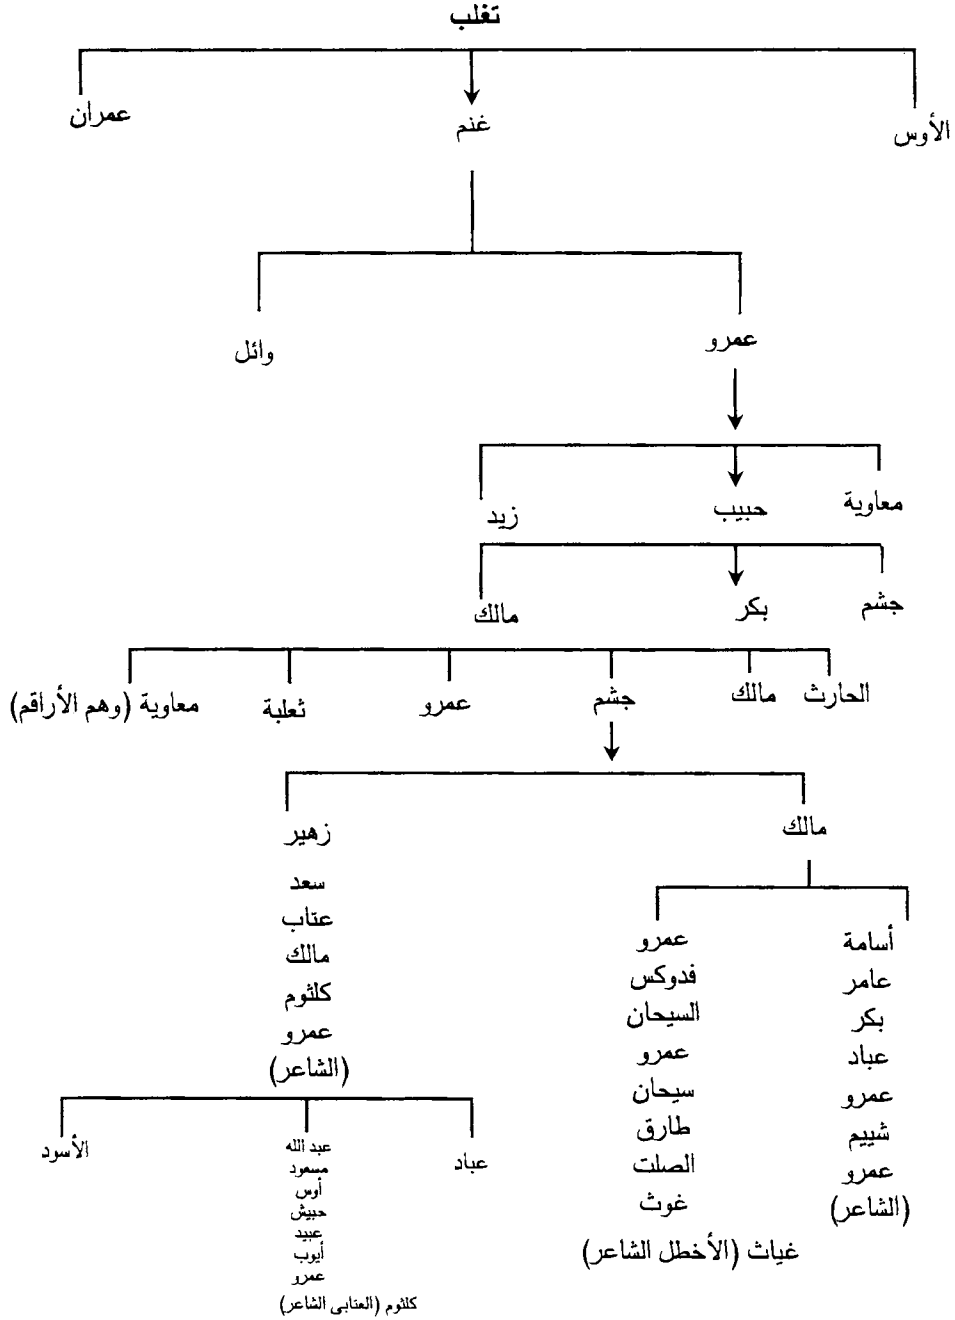 تغلب
الأوس غنم عمران
عمرو وائل
معاوية حبيب زيد
جشم بكر مالك
الحارث مالك جشم عمرو ثعلبة معاوية (وهم الأراقم)
مالك زهير
أسامة
عامر
بكر
عباد
عمرو
شييم
عمرو
(الشاعر)
عمرو
فدوكس
السيحان
عمرو
سيحان
طارق
الصلت
غوث
غياث (الأخطل الشاعر)
سعد
عتاب
مالك
كلثوم
عمرو
(الشاعر)
عباد
عبد الله
مسعود
أوس
حبيش
عبيد
أيوب
عمرو
كلثوم (العتابى الشاعر)
الأسود